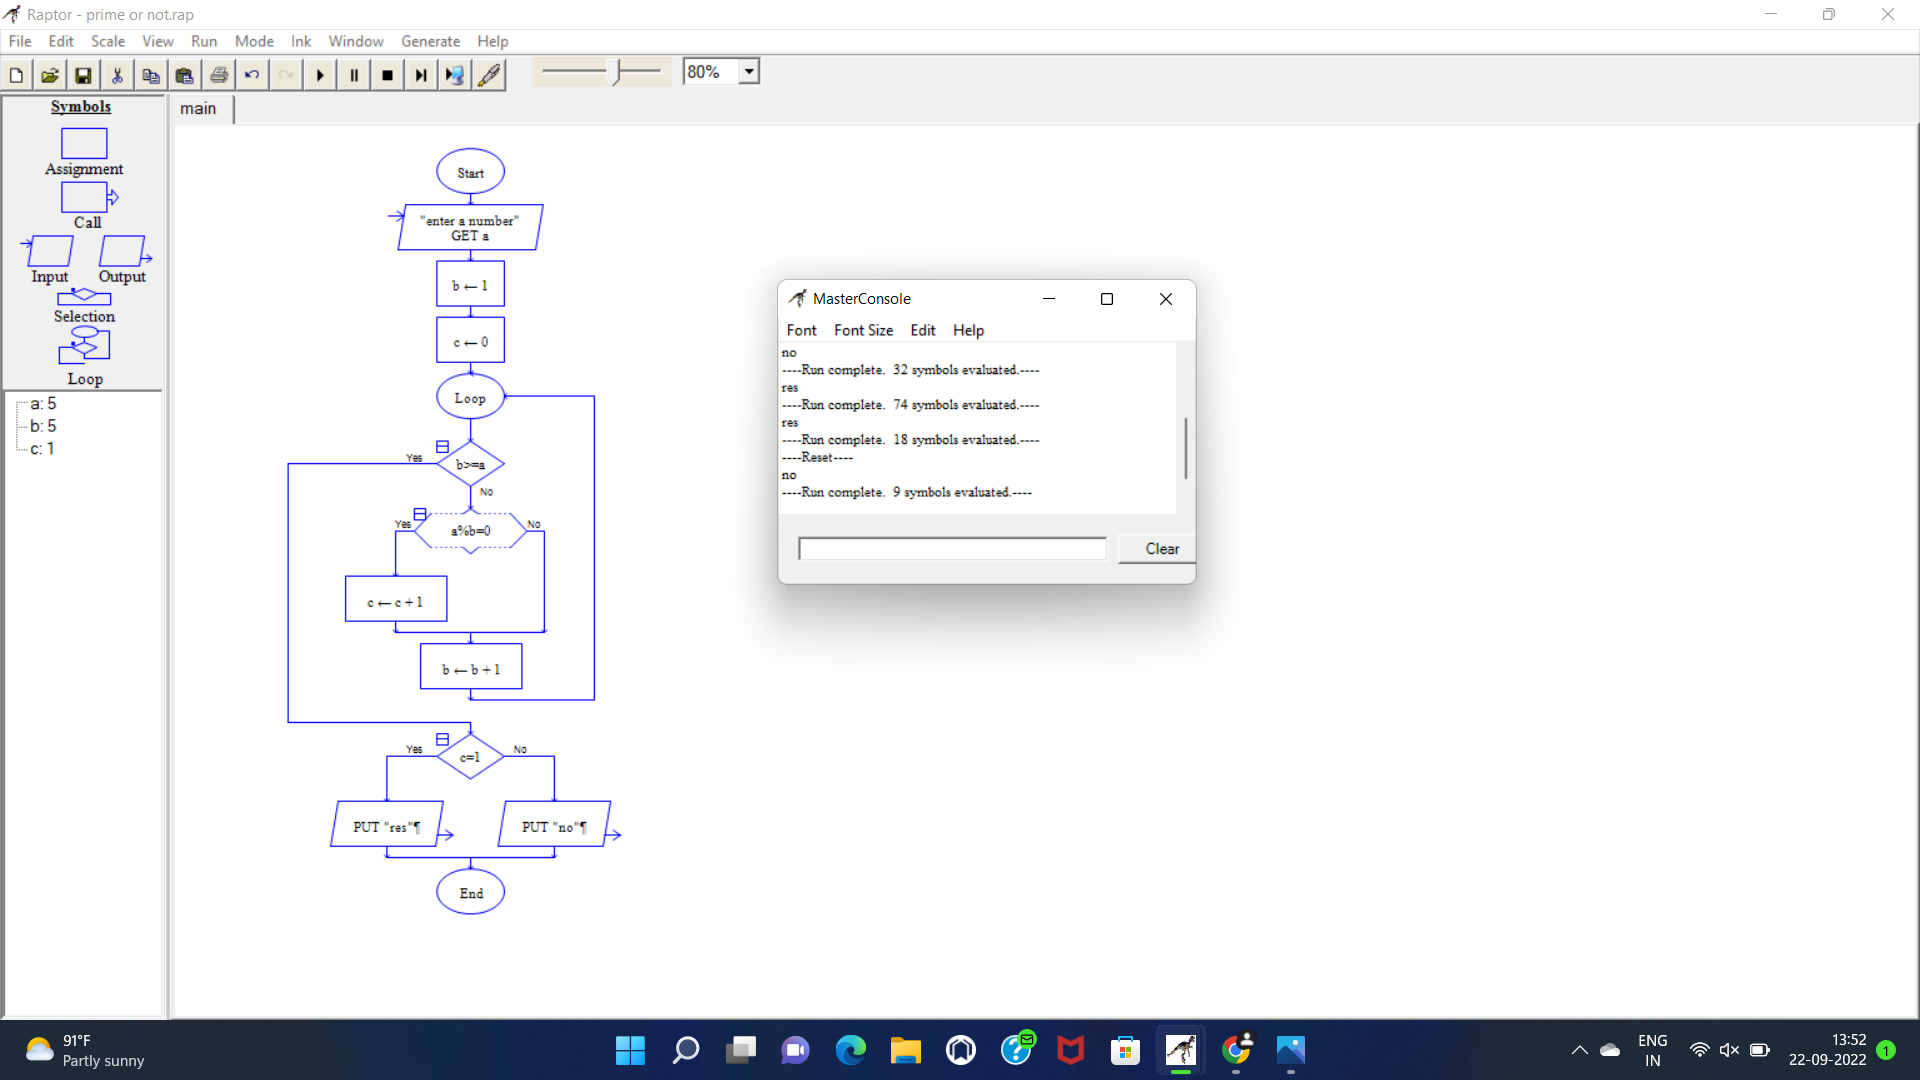 Raptor - prime or not.rap
File Edit Scale View Run Mode Ink Window Generate Help
80%
Symbols
main
Assignment
Call
Input Output
Selection
Loop
a: 5
b: 5
c: 1
Start
"enter a number"
GET a
b ← 1
c ← 0
Loop
b>=a
Yes
No
a%b=0
Yes
No
c ← c + 1
b ← b + 1
c=1
Yes
No
PUT "res"¶
PUT "no"¶
End
MasterConsole
Font Font Size Edit Help
no
----Run complete. 32 symbols evaluated.----
res
----Run complete. 74 symbols evaluated.----
res
----Run complete. 18 symbols evaluated.----
----Reset----
no
----Run complete. 9 symbols evaluated.----
Clear
91°F
Partly sunny
ENG
IN
13:52
22-09-2022
1